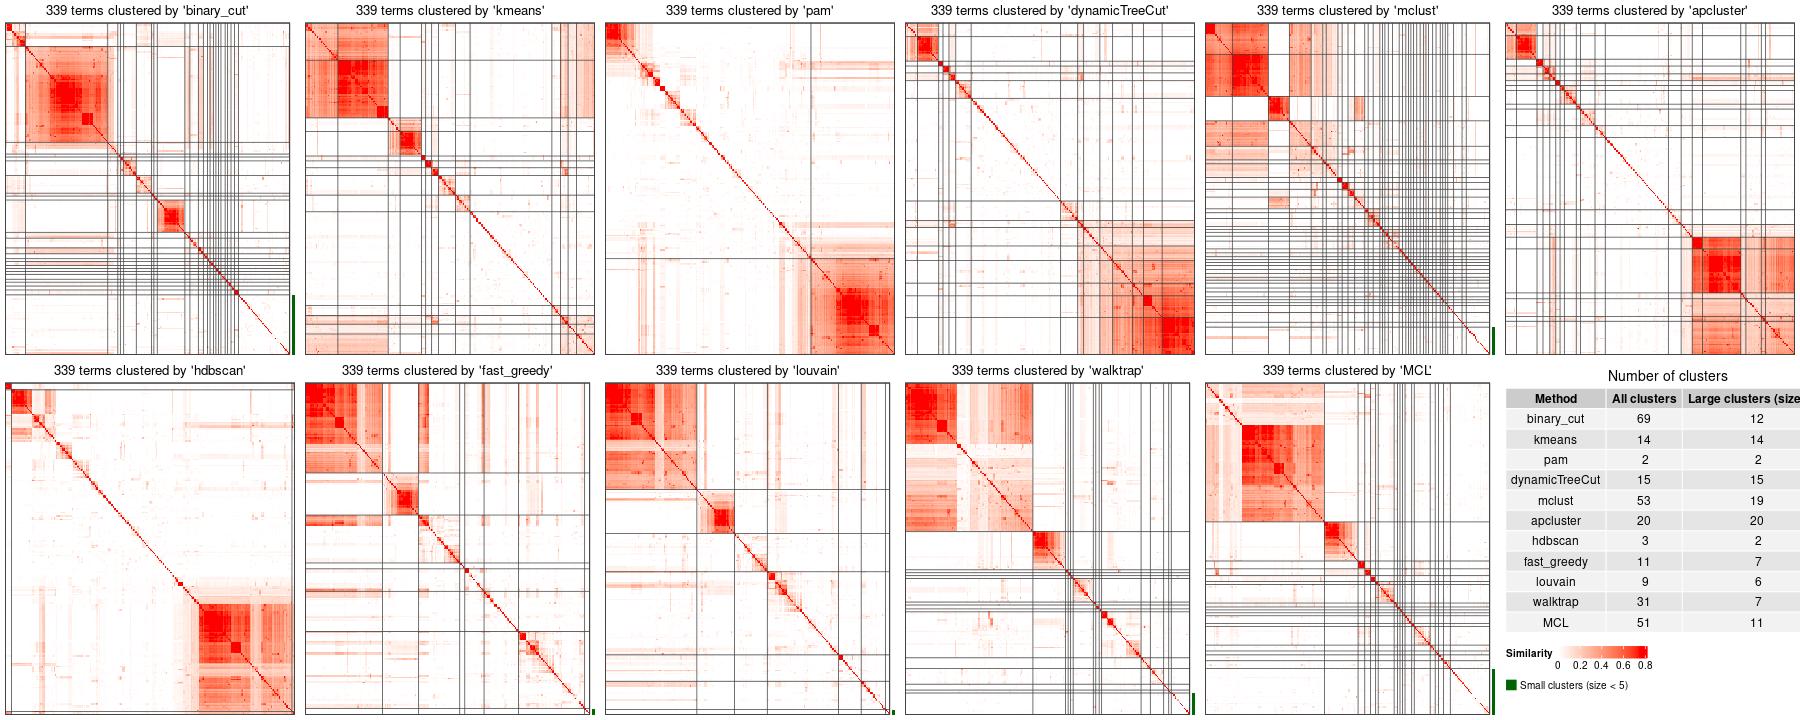 339 terms clustered by 'binary_cut'
339 terms clustered by 'kmeans'
339 terms clustered by 'pam'
339 terms clustered by 'dynamicTreeCut'
339 terms clustered by 'mclust'
339 terms clustered by 'apcluster'
339 terms clustered by 'hdbscan'
339 terms clustered by 'fast_greedy'
339 terms clustered by 'louvain'
339 terms clustered by 'walktrap'
339 terms clustered by 'MCL'
Number of clusters
Method All clusters Large clusters (size
binary_cut 69 12
kmeans 14 14
pam 2 2
dynamicTreeCut 15 15
mclust 53 19
apcluster 20 20
hdbscan 3 2
fast_greedy 11 7
louvain 9 6
walktrap 31 7
MCL 51 11
Similarity
0 0.2 0.4 0.6 0.8
Small clusters (size < 5)